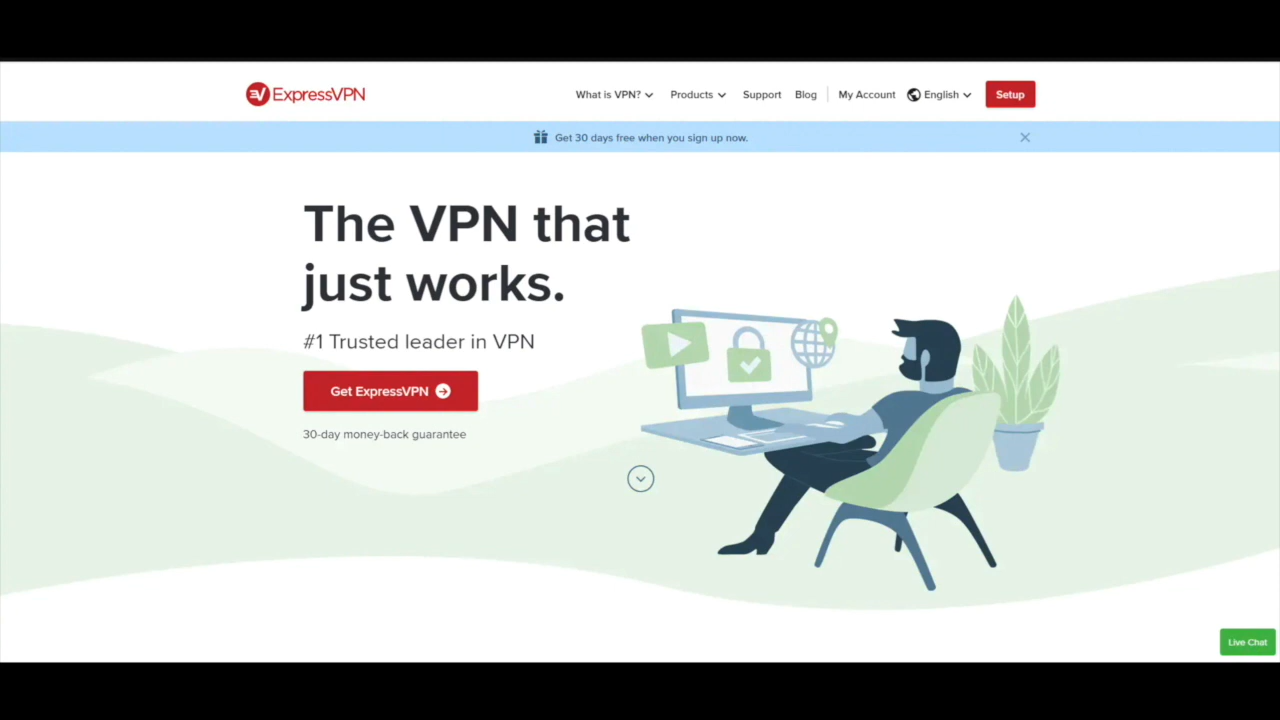 ExpressVPN
What is VPN?
Products
Support
Blog
My Account
English
Setup
Get 30 days free when you sign up now.
The VPN that
just works.
#1 Trusted leader in VPN
Get ExpressVPN
30-day money-back guarantee
Live Chat